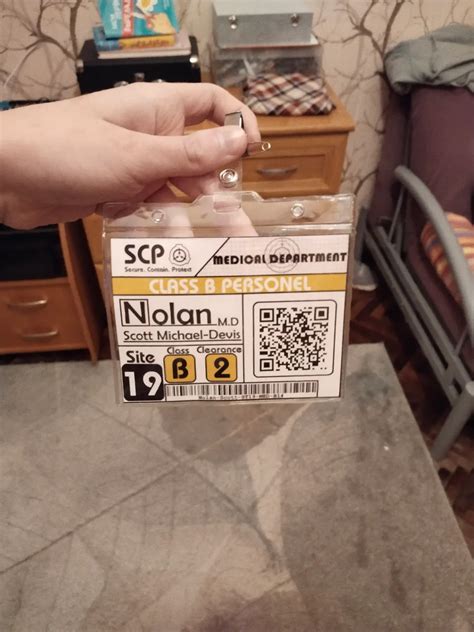 SCP
Secure. Contain. Protect
MEDICAL DEPARTMENT
CLASS B PERSONEL
Nolan M.D
Scott Michael-Devis
Site 19
Class B
Clearance 2